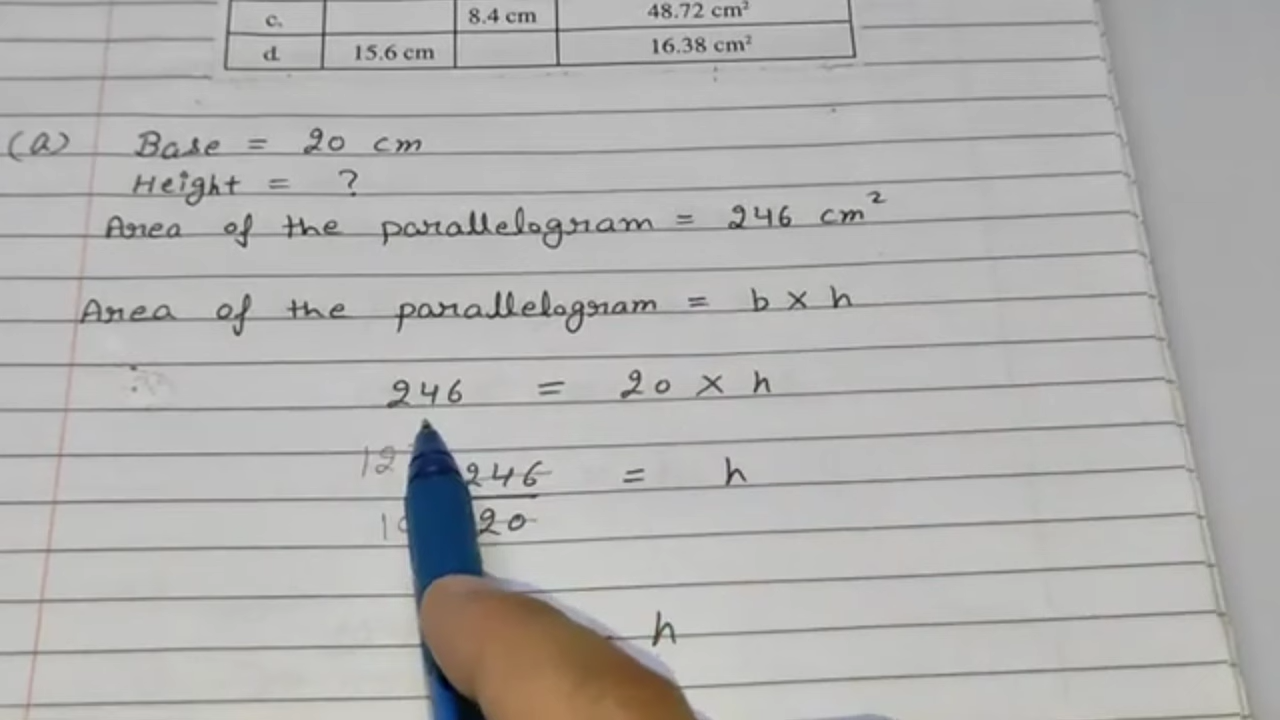 c. 8.4 cm 48.72 cm²
d 15.6 cm 16.38 cm²
(a) Base = 20 cm
Height = ?
Area of the parallelogram = 246 cm²
Area of the parallelogram = b × h
246 = 20 × h
246 = h
20
h